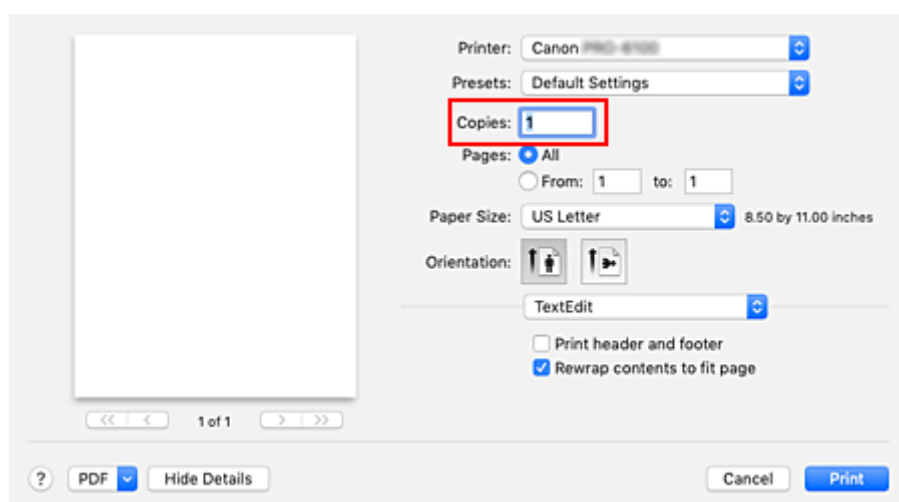 Printer: Canon
Presets: Default Settings
Copies: 1
Pages: All
From: 1 to: 1
Paper Size: US Letter 8.50 by 11.00 inches
Orientation:
TextEdit
Print header and footer
Rewrap contents to fit page
<< < 1 of 1 > >>
? PDF Hide Details Cancel Print